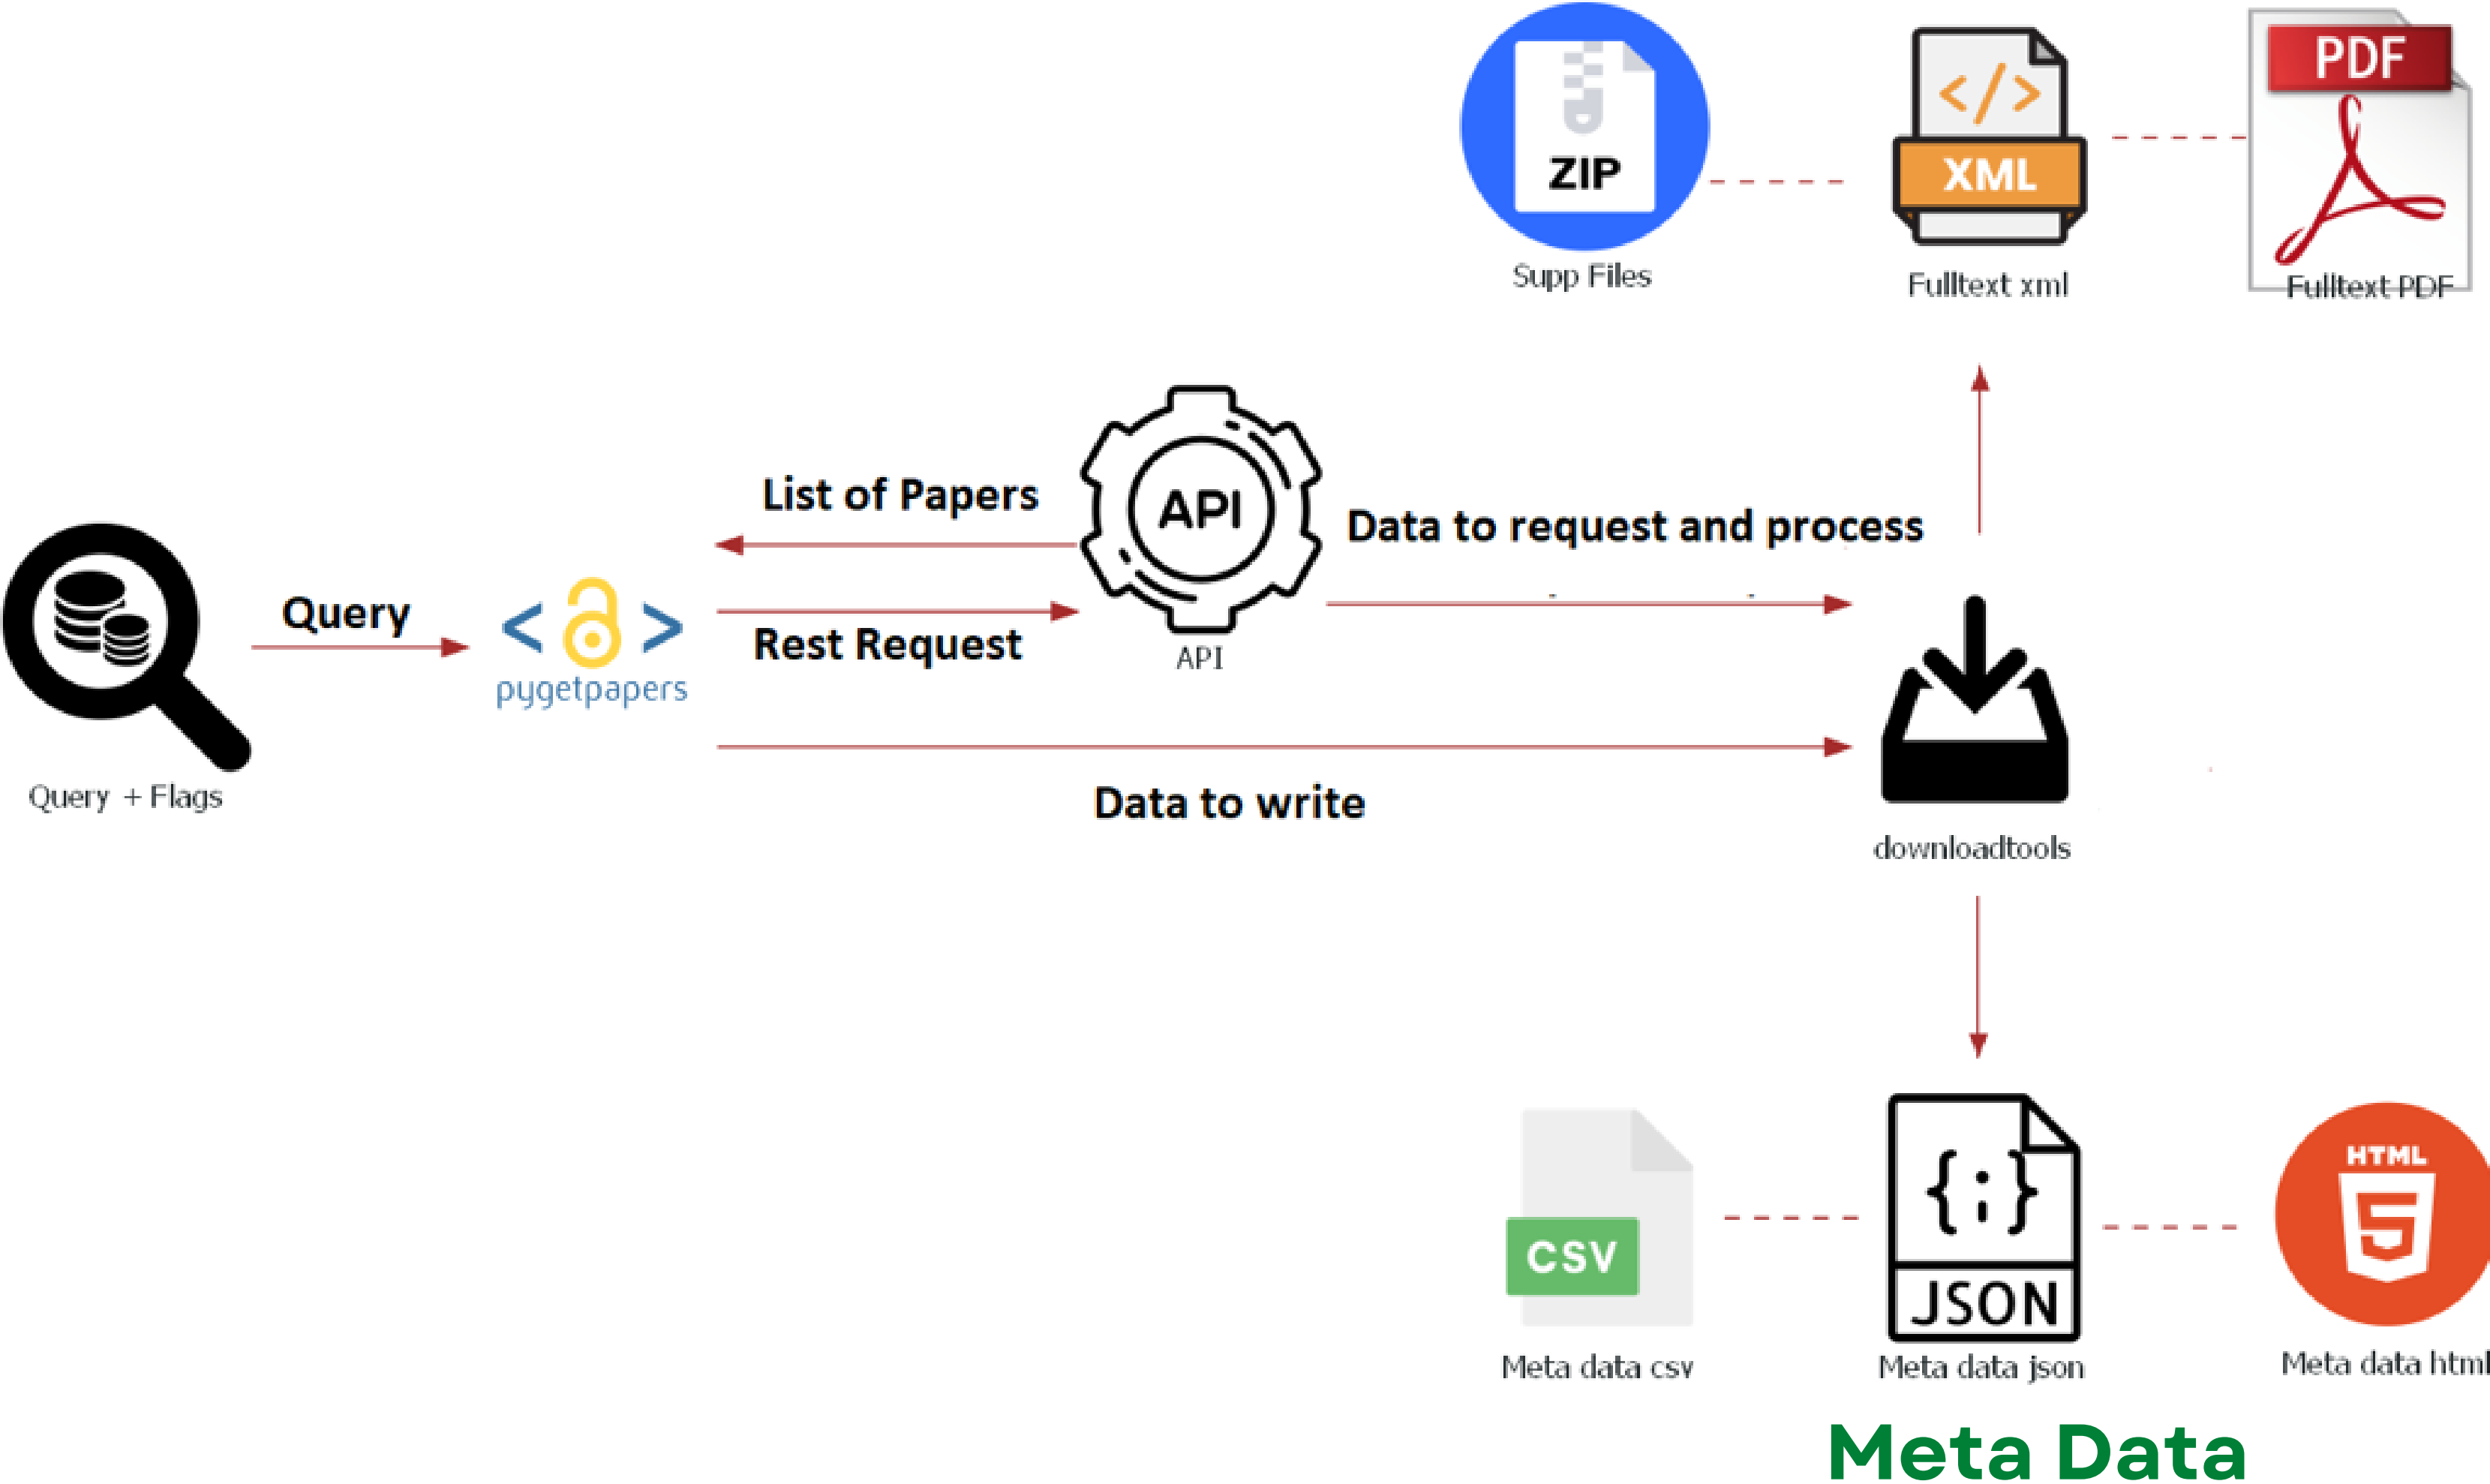 ZIP
Supp Files
</>
XML
Fulltext xml
PDF
Fulltext PDF
List of Papers
API
API
Data to request and process
Query
Query + Flags
< >
pygetpapers
Rest Request
Data to write
downloadtools
CSV
Meta data csv
{;}
JSON
Meta data json
HTML
5
Meta data html
Meta Data